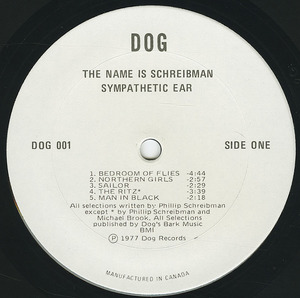 DOG
THE NAME IS SCHREIBMAN
SYMPATHETIC EAR
DOG 001 SIDE ONE
1. BEDROOM OF FLIES -4:44
2. NORTHERN GIRLS -2:57
3. SAILOR -2:29
4. THE RITZ* -3:39
5. MAN IN BLACK -2:18
All selections written by Phillip Schreibman
except * by Phillip Schreibman and
Michael Brook, All Selections
published by Dog's Bark Music
BMI
Ⓟ 1977 Dog Records
MANUFACTURED IN CANADA